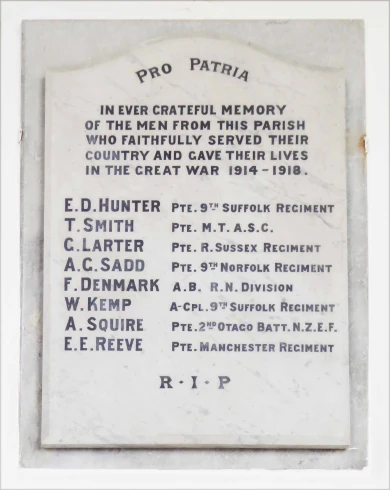 PRO PATRIA
IN EVER GRATEFUL MEMORY
OF THE MEN FROM THIS PARISH
WHO FAITHFULLY SERVED THEIR
COUNTRY AND GAVE THEIR LIVES
IN THE GREAT WAR 1914-1918.
E.D.HUNTER PTE. 9TH SUFFOLK REGIMENT
T. SMITH PTE. M.T. A.S.C.
G. LARTER PTE. R. SUSSEX REGIMENT
A.G. SADD PTE. 9TH NORFOLK REGIMENT
F. DENMARK A.B. R.N. DIVISION
W. KEMP A-CPL. 9TH SUFFOLK REGIMENT
A. SQUIRE PTE. 2ND OTAGO BATT. N.Z.E.F.
E.E. REEVE PTE. MANCHESTER REGIMENT
R·I·P